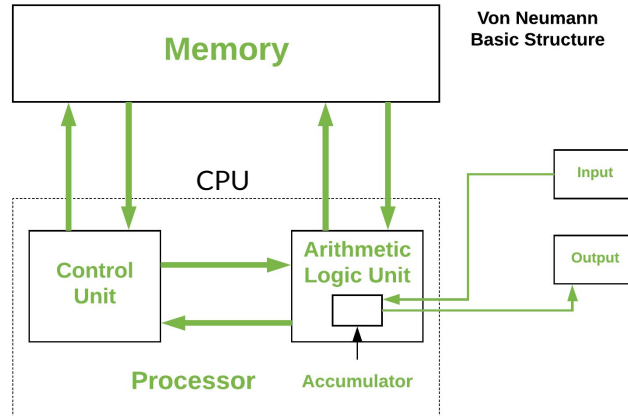 Von Neumann
Basic Structure
Memory
CPU
Input
Control
Unit
Arithmetic
Logic Unit
Output
Processor
Accumulator